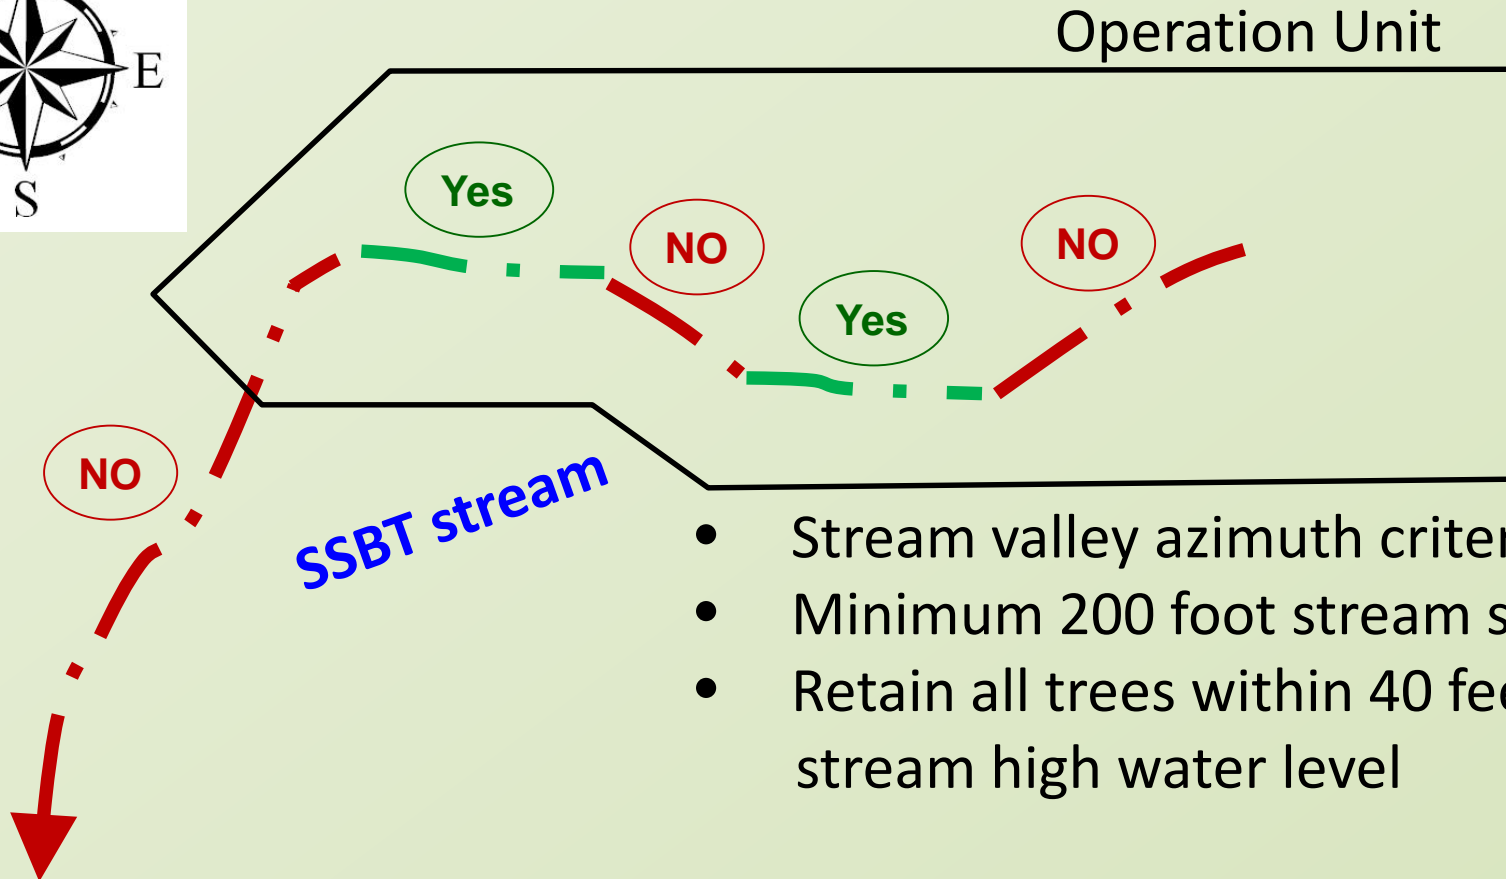 Operation Unit
E
S
Yes
NO
NO
Yes
NO
SSBT stream
• Stream valley azimuth criter
• Minimum 200 foot stream s
• Retain all trees within 40 fee
stream high water level